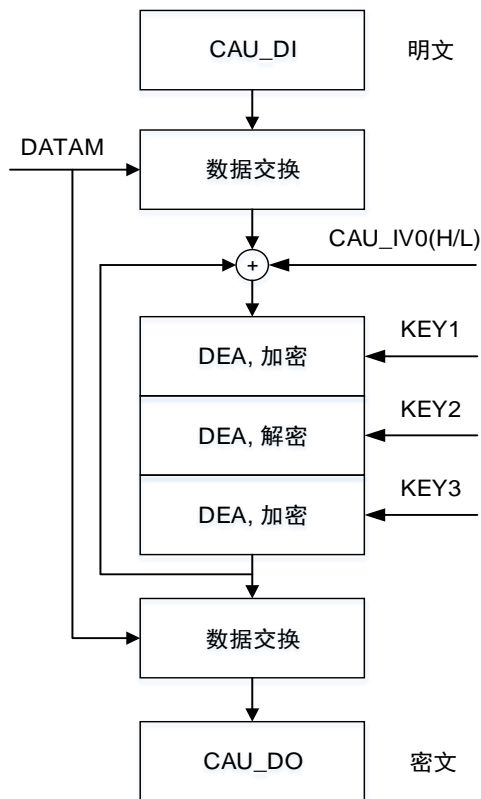 CAU_DI
明文
DATAM
数据交换
CAU_IV0(H/L)
+
KEY1
DEA, 加密
KEY2
DEA, 解密
KEY3
DEA, 加密
数据交换
CAU_DO
密文